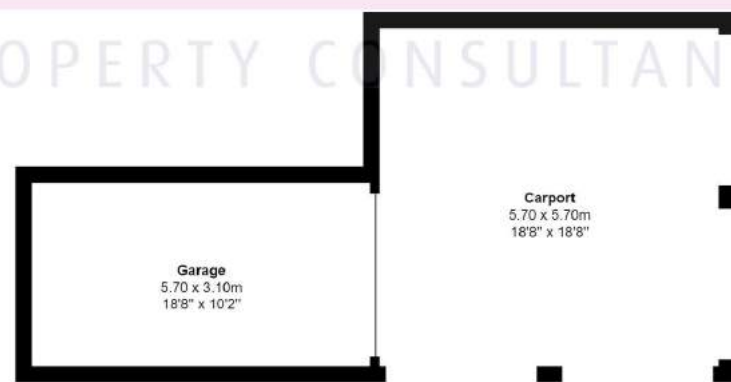 OPERTY CONSULTAN
Carport
5.70 x 5.70m
18'8" x 18'8"
Garage
5.70 x 3.10m
18'8" x 10'2"